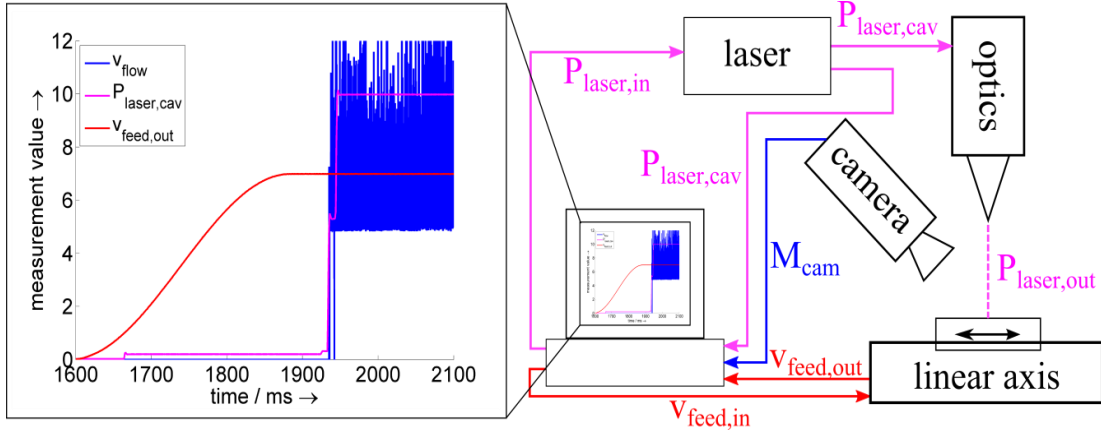 12
10
8
6
4
2
0
measurement value →
v_flow
P_laser,cav
v_feed,out
1600 1700 1800 1900 2000 2100
time / ms →
P_laser,in
laser
P_laser,cav
optics
P_laser,cav
camera
M_cam
P_laser,out
linear axis
v_feed,out
v_feed,in